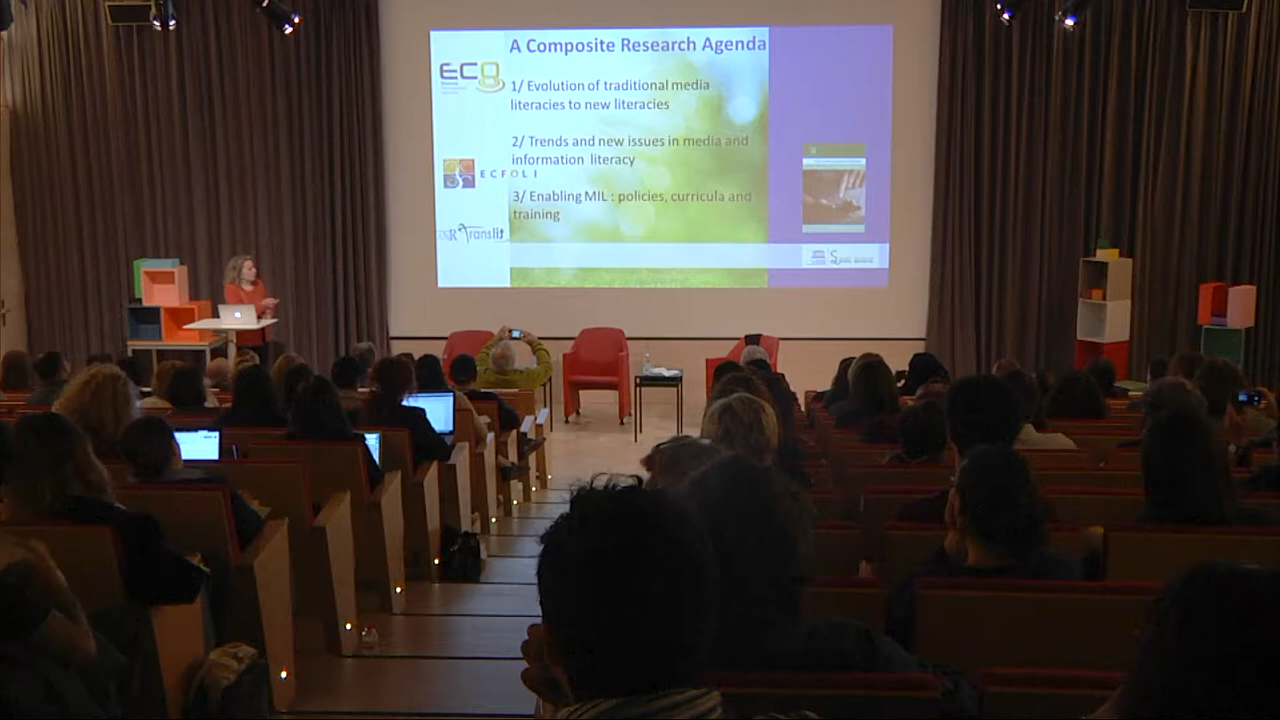 A Composite Research Agenda
ECO
1/ Evolution of traditional media
literacies to new literacies
2/ Trends and new issues in media and
information literacy
ECFOLI
3/ Enabling MIL : policies, curricula and
training
Translit